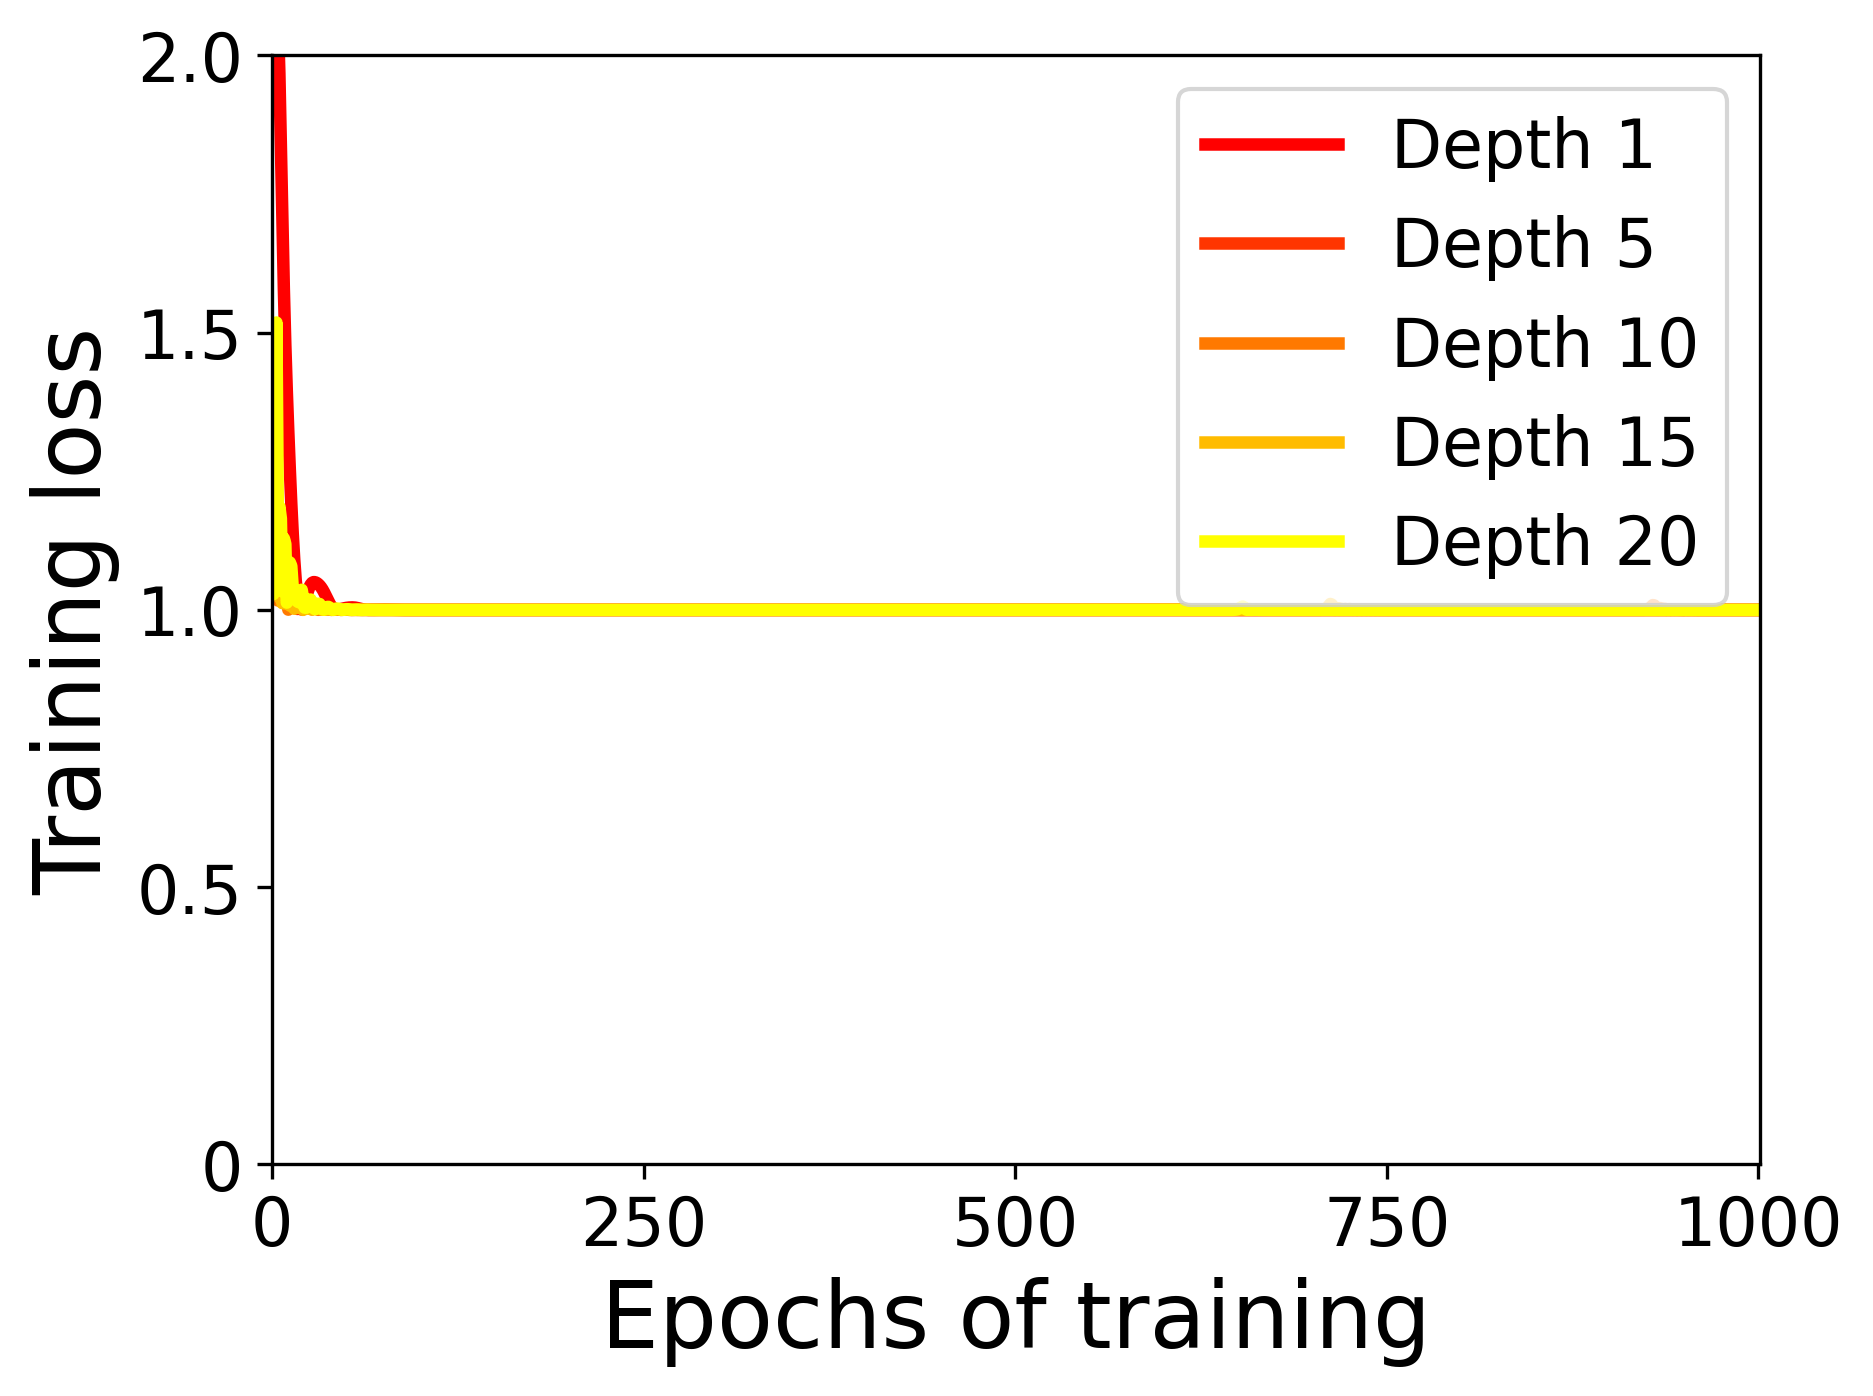 2.0
1.5
1.0
0.5
0
Training loss
Depth 1
Depth 5
Depth 10
Depth 15
Depth 20
0 250 500 750 1000
Epochs of training